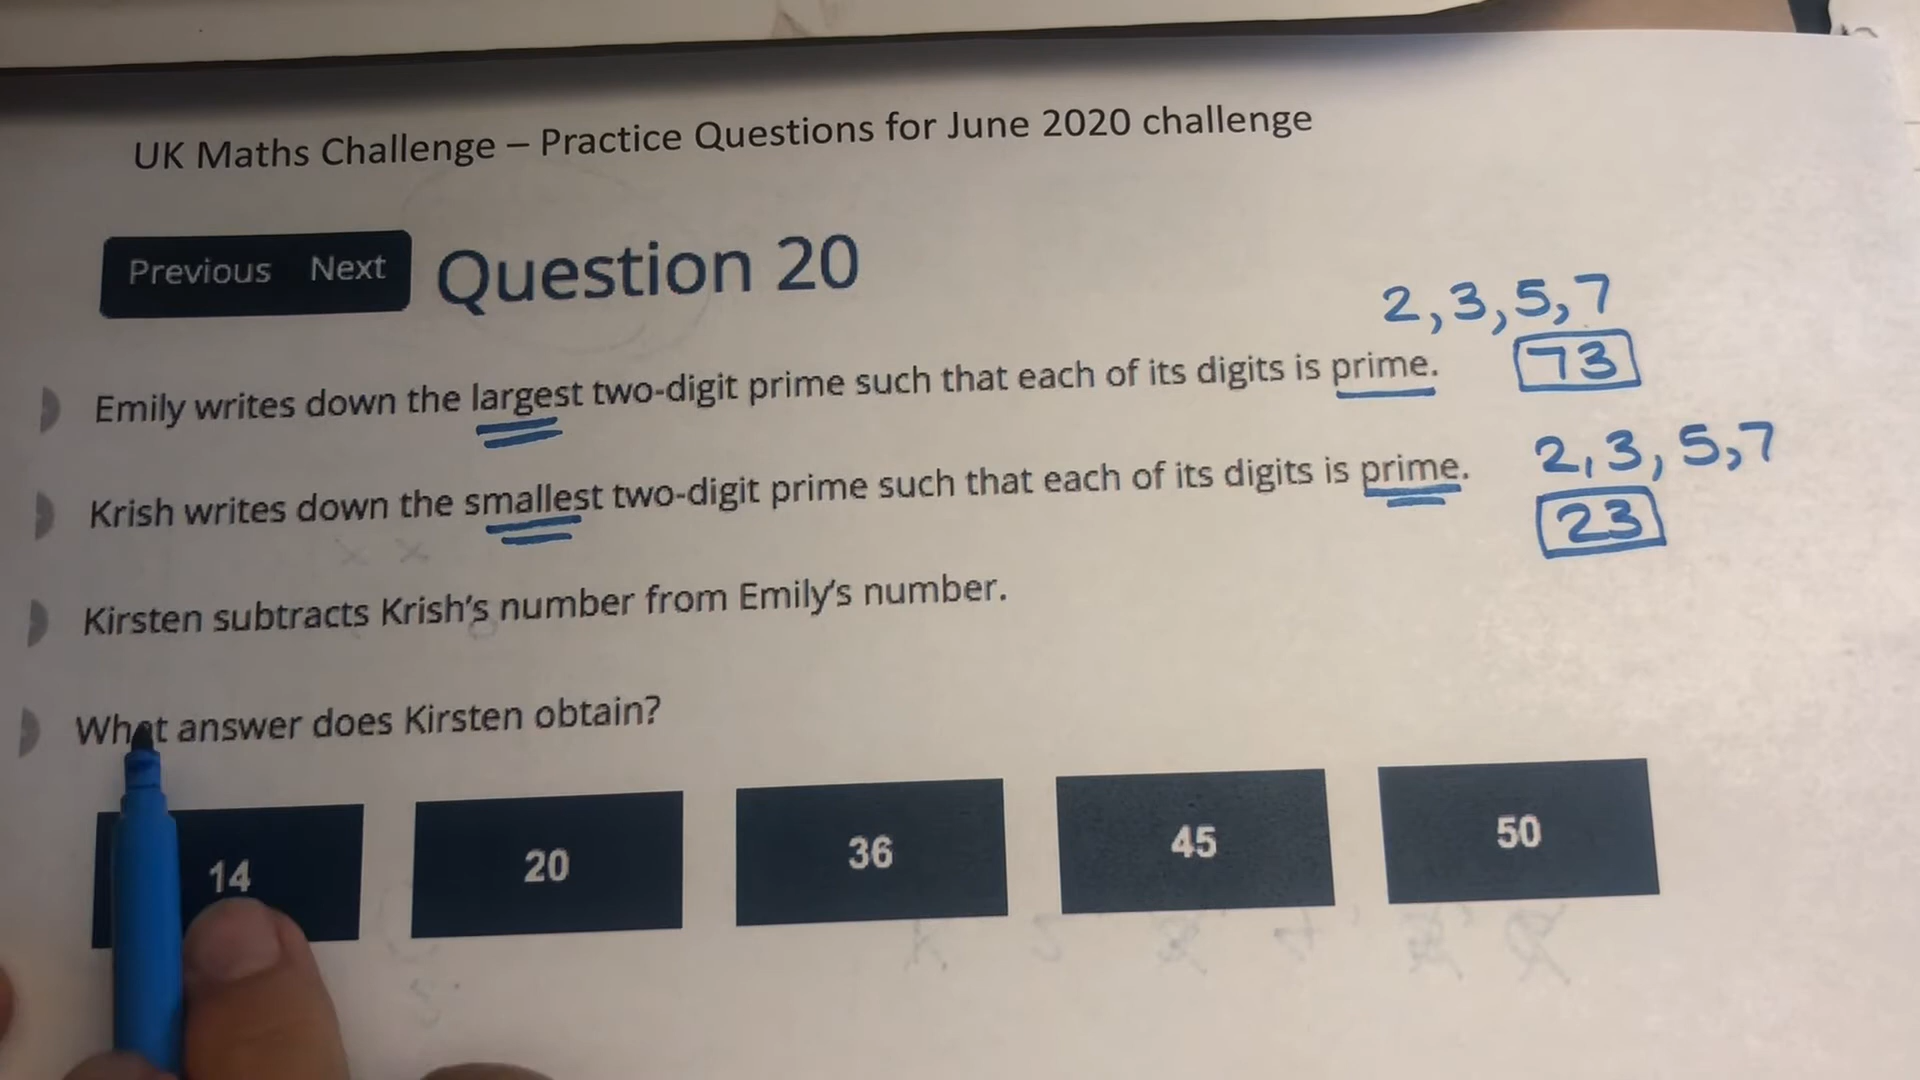 UK Maths Challenge – Practice Questions for June 2020 challenge
Previous Next
Question 20
2,3,5,7
Emily writes down the largest two-digit prime such that each of its digits is prime.
73
2,3,5,7
Krish writes down the smallest two-digit prime such that each of its digits is prime.
23
Kirsten subtracts Krish's number from Emily's number.
What answer does Kirsten obtain?
14 20 36 45 50